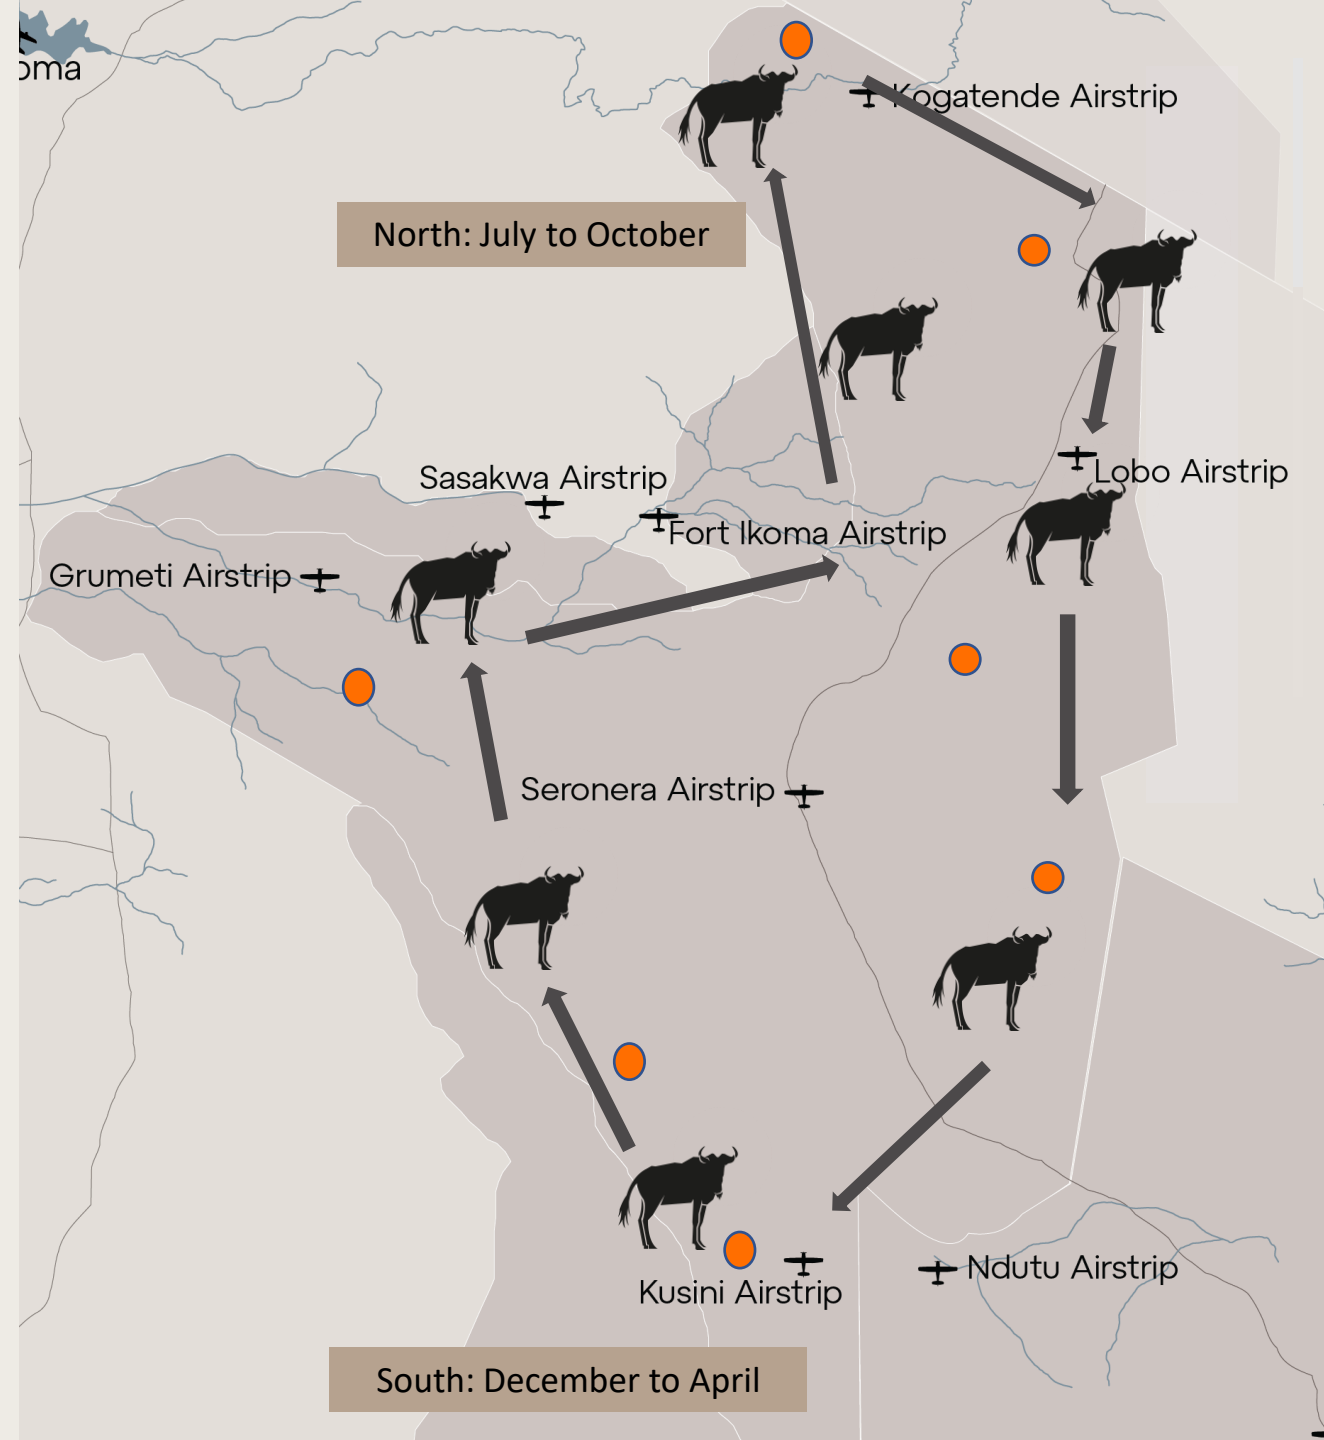 oma
Kogatende Airstrip
North: July to October
Sasakwa Airstrip
Lobo Airstrip
Fort Ikoma Airstrip
Grumeti Airstrip
Seronera Airstrip
Ndutu Airstrip
Kusini Airstrip
South: December to April